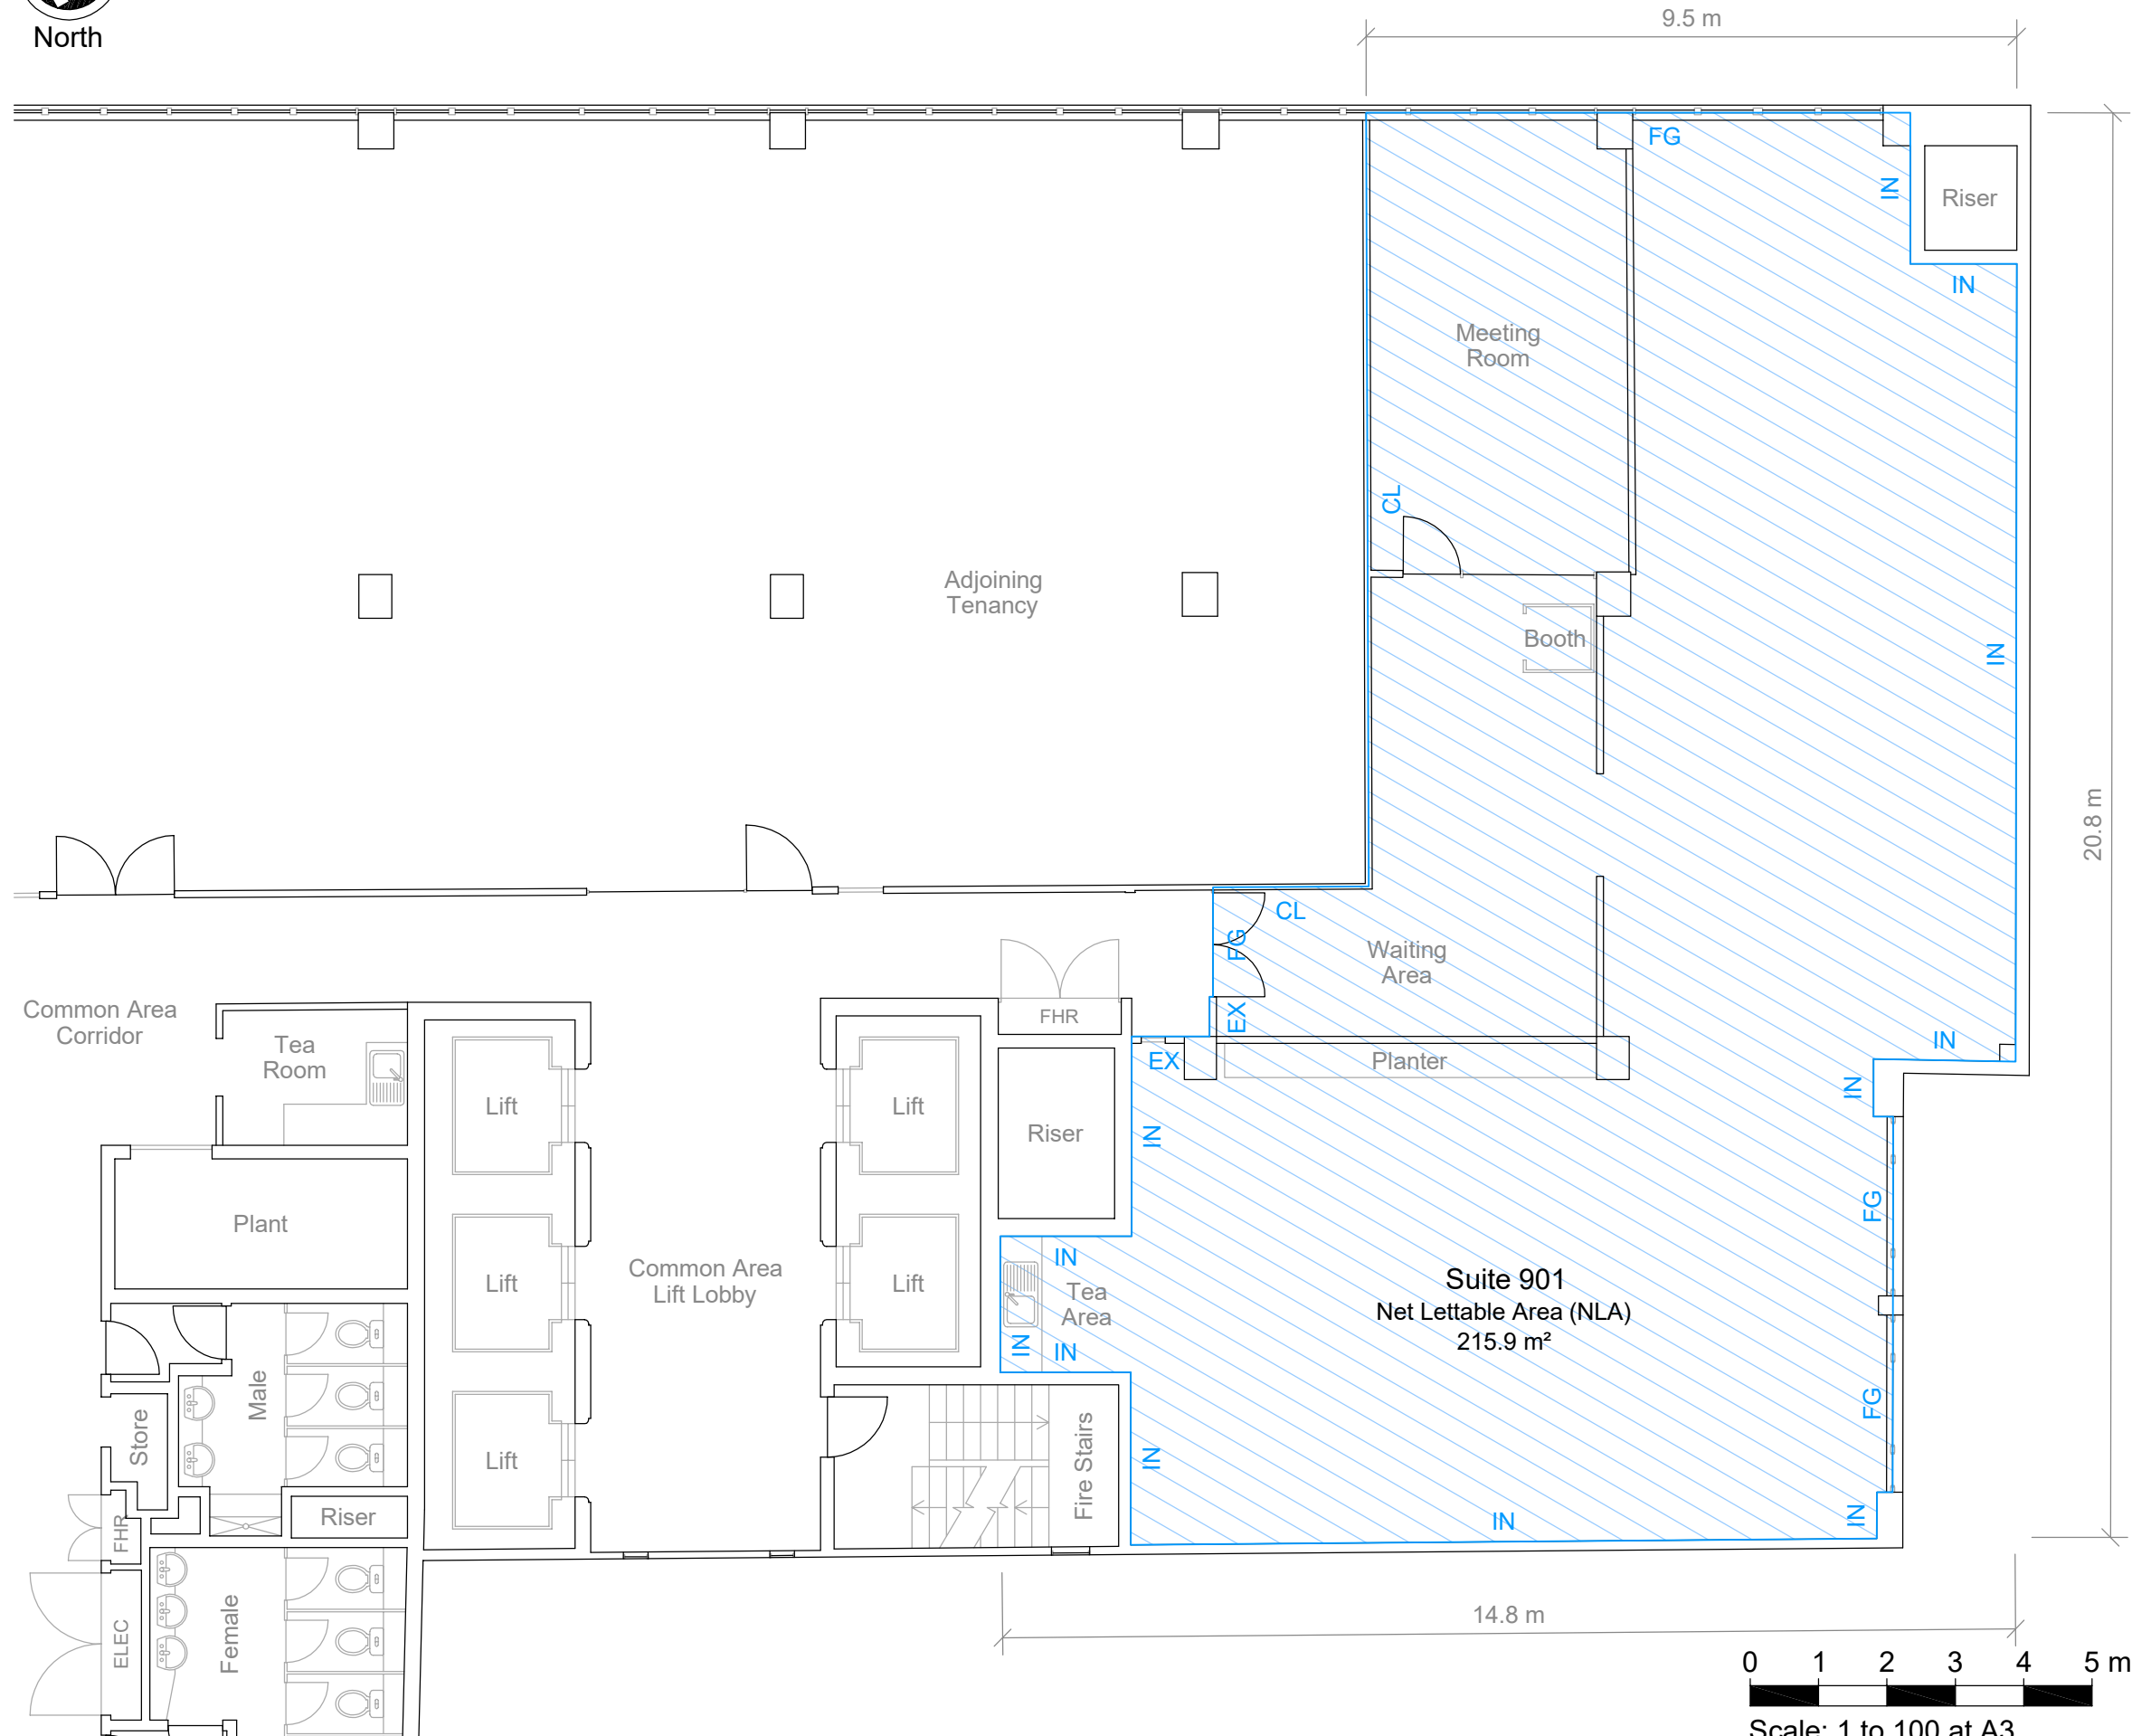 North
9.5 m
FG
IN
Riser
IN
Meeting
Room
CL
Adjoining
Tenancy
Booth
IN
20.8 m
CL
FG
Waiting
Area
EX
Common Area
Corridor
Tea
Room
FHR
EX
Planter
IN
IN
Lift
Lift
Riser
IN
FG
Plant
IN
Tea
Area
IN
IN
Lift
Common Area
Lift Lobby
Lift
Suite 901
Net Lettable Area (NLA)
215.9 m²
Male
Store
FG
Lift
Fire Stairs
IN
IN
IN
Riser
FHR
ELEC
Female
14.8 m
0 1 2 3 4 5 m
Scale: 1 to 100 at A3